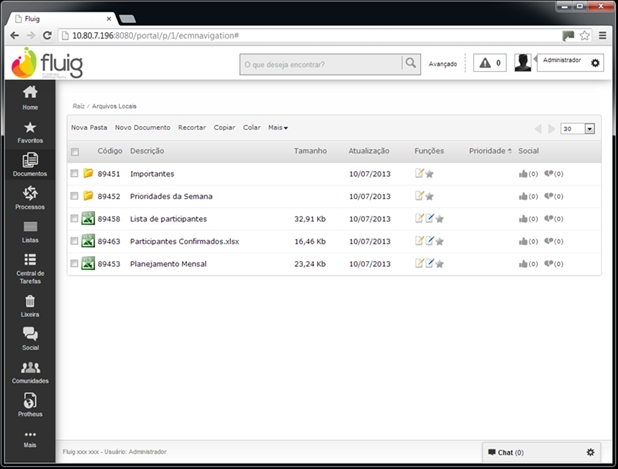 Fluig
10.80.7.196:8080/portal/p/1/ecmnavigation#
fluig
O que deseja encontrar?
Avançado
0
Administrador
Home
Favoritos
Documentos
Processos
Listas
Central de
Tarefas
Lixeira
Social
Comunidades
Protheus
Mais
Raiz / Arquivos Locais
Nova Pasta Novo Documento Recortar Copiar Colar Mais
30
Código Descrição Tamanho Atualização Funções Prioridade Social
89451 Importantes 10/07/2013 (0) (0)
89452 Prioridades da Semana 10/07/2013 (0) (0)
89458 Lista de participantes 32,91 Kb 10/07/2013 (0) (0)
89463 Participantes Confirmados.xlsx 16,46 Kb 10/07/2013 (0) (0)
89453 Planejamento Mensal 23,24 Kb 10/07/2013 (0) (0)
Fluig xxx.xxx - Usuário: Administrador
Chat (0)